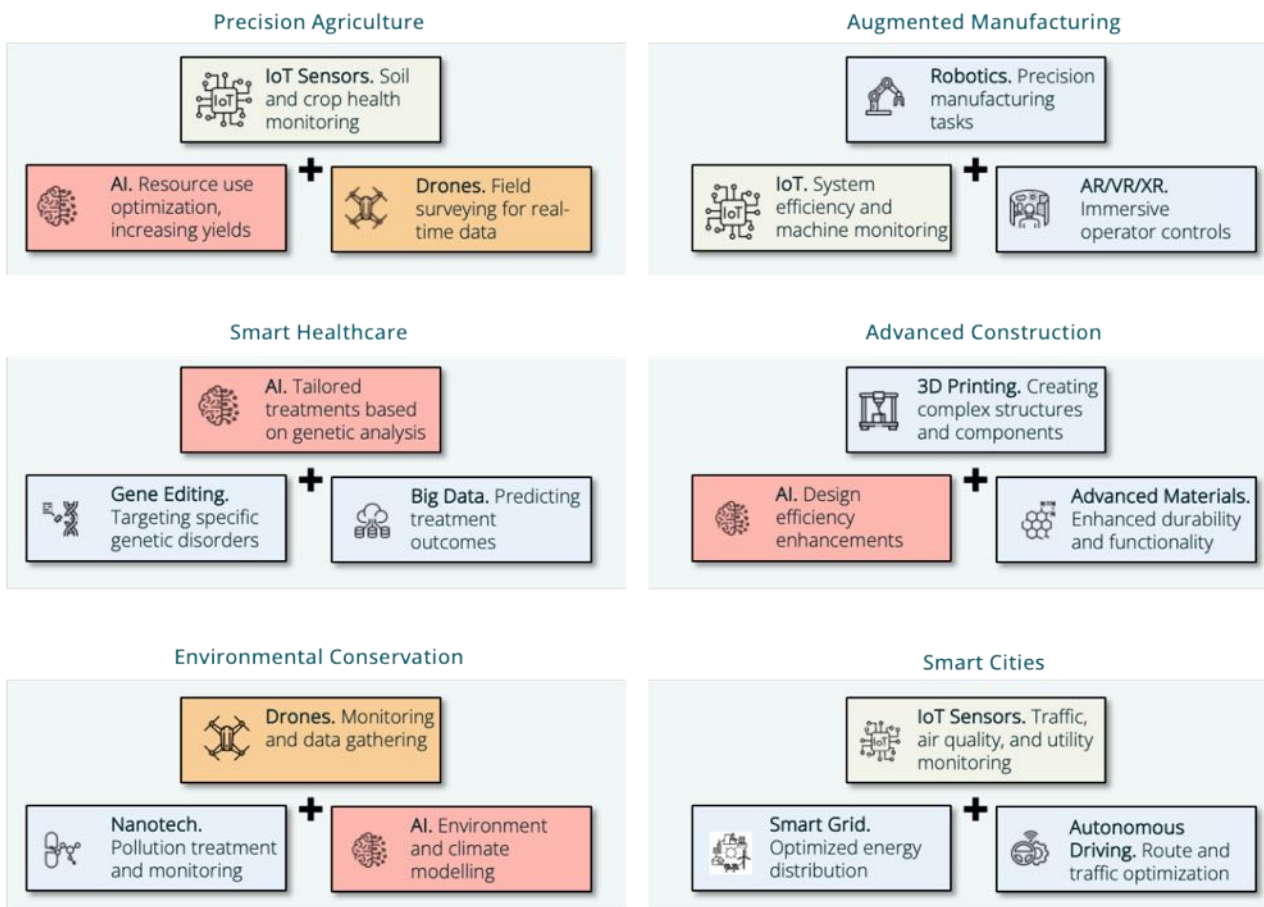 Precision Agriculture
IoT Sensors. Soil
and crop health
monitoring
IoT
AI. Resource use
optimization,
increasing yields
Drones. Field
surveying for real-
time data
Augmented Manufacturing
Robotics. Precision
manufacturing
tasks
IoT. System
efficiency and
machine monitoring
IoT
AR/VR/XR.
Immersive
operator controls
Smart Healthcare
AI. Tailored
treatments based
on genetic analysis
Gene Editing.
Targeting specific
genetic disorders
Big Data. Predicting
treatment
outcomes
Advanced Construction
3D Printing. Creating
complex structures
and components
AI. Design
efficiency
enhancements
Advanced Materials.
Enhanced durability
and functionality
Environmental Conservation
Drones. Monitoring
and data gathering
Nanotech.
Pollution treatment
and monitoring
AI. Environment
and climate
modelling
Smart Cities
IoT Sensors. Traffic,
air quality, and utility
monitoring
IoT
Smart Grid.
Optimized energy
distribution
Autonomous
Driving. Route and
traffic optimization